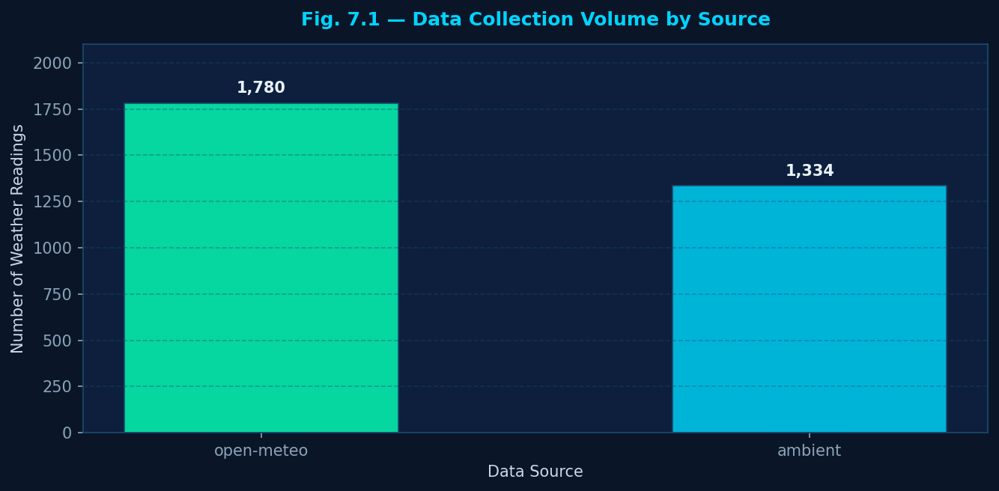 Fig. 7.1 — Data Collection Volume by Source
Number of Weather Readings
2000
1750
1500
1250
1000
750
500
250
0
1,780
1,334
open-meteo
ambient
Data Source